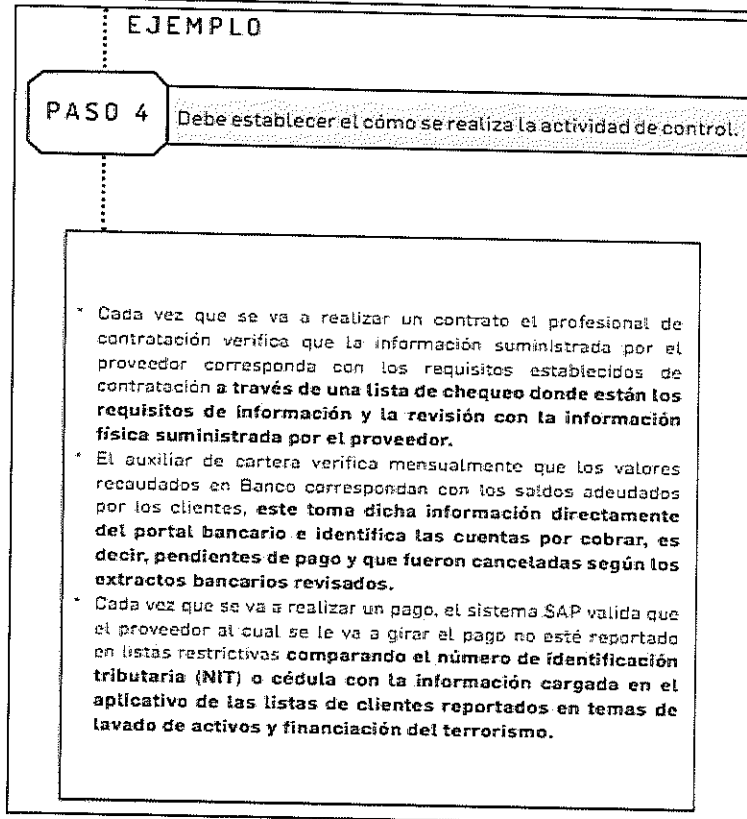 EJEMPLO
PASO 4
Debe establecer el cómo se realiza la actividad de control.
* Cada vez que se va a realizar un contrato el profesional de
contratación verifica que la información suministrada por el
proveedor corresponda con los requisitos establecidos de
contratación a través de una lista de chequeo donde están los
requisitos de información y la revisión con la información
física suministrada por el proveedor.
* El auxiliar de cartera verifica mensualmente que los valores
recaudados en Banco correspondan con los saldos adeudados
por los clientes, este toma dicha información directamente
del portal bancario e identifica las cuentas por cobrar, es
decir, pendientes de pago y que fueron canceladas según los
extractos bancarios revisados.
* Cada vez que se va a realizar un pago, el sistema SAP valida que
el proveedor al cual se le va a girar el pago no esté reportado
en listas restrictivas comparando el número de identificación
tributaria (NIT) o cédula con la información cargada en el
aplicativo de las listas de clientes reportados en temas de
lavado de activos y financiación del terrorismo.